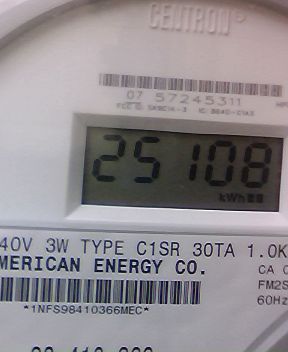 CENTRON
07 57245311
25108
kWh
40V 3W TYPE C1SR 30TA 1.0K
MERICAN ENERGY CO.
CA 0
FM2S
60Hz
*1NFS98410366MEC*